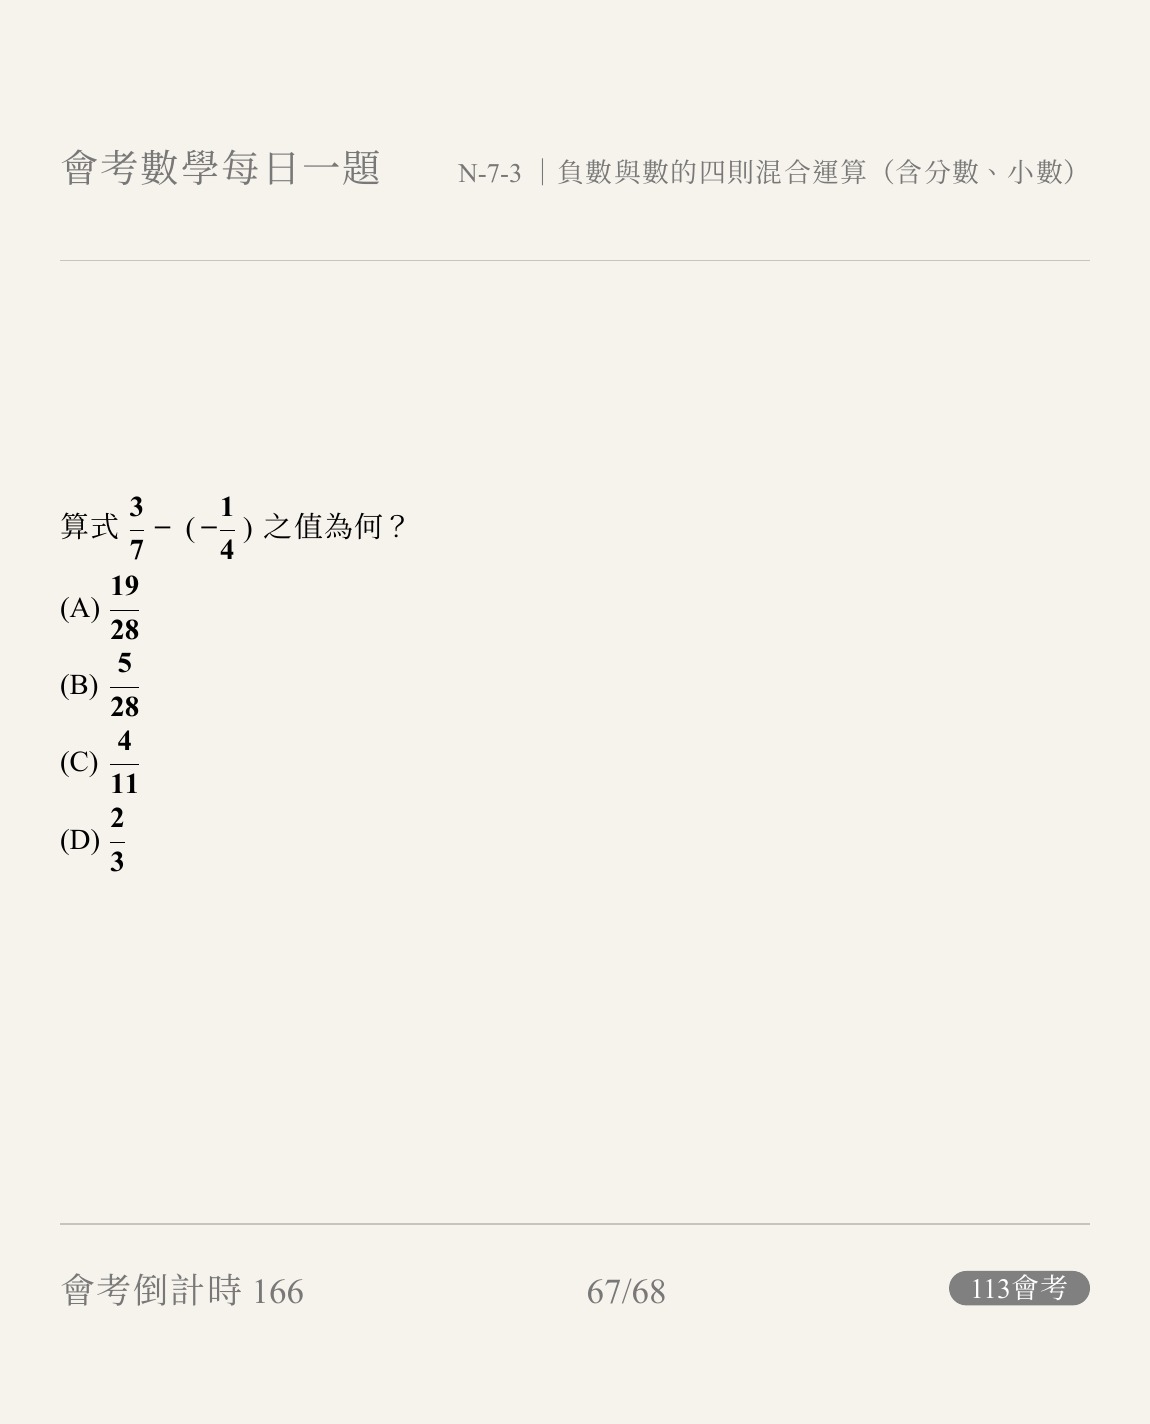 會考數學每日一題
N-7-3｜負數與數的四則混合運算（含分數、小數）
算式 3/7 − (−1/4) 之值為何？
(A) 19/28
(B) 5/28
(C) 4/11
(D) 2/3
會考倒計時 166
67/68
113會考